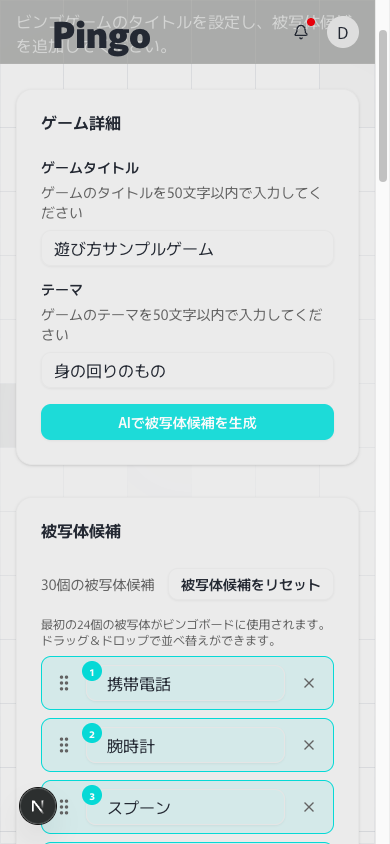 ビンゴゲームのタイトルを設定し、被写体候補
を追加してください。
Pingo
D
ゲーム詳細
ゲームタイトル
ゲームのタイトルを50文字以内で入力してく
ださい
遊び方サンプルゲーム
テーマ
ゲームのテーマを50文字以内で入力してくだ
さい
身の回りのもの
AIで被写体候補を生成
被写体候補
30個の被写体候補
被写体候補をリセット
最初の24個の被写体がビンゴボードに使用されます。
ドラッグ＆ドロップで並べ替えができます。
1
携帯電話
2
腕時計
3
スプーン
N